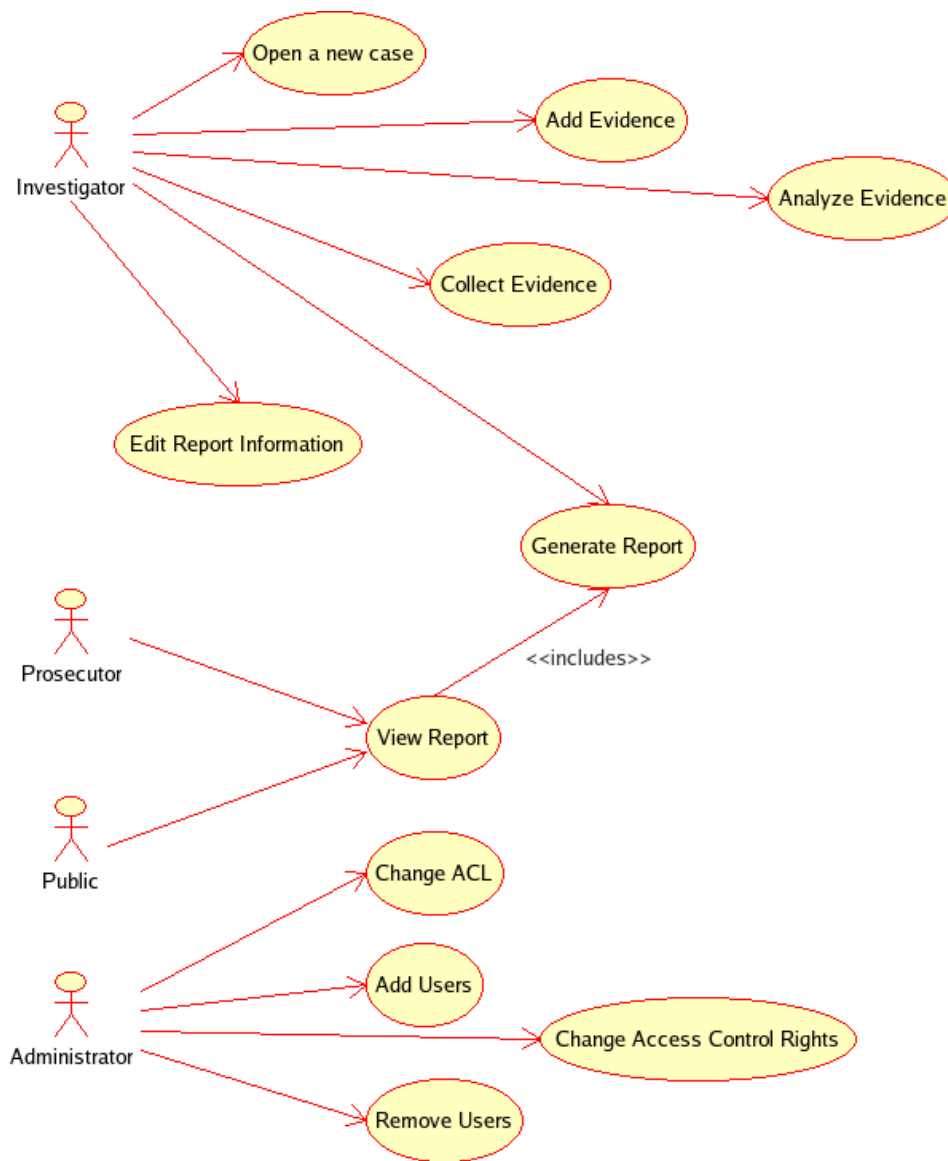 Open a new case
Add Evidence
Investigator
Analyze Evidence
Collect Evidence
Edit Report Information
Generate Report
Prosecutor
<<includes>>
View Report
Public
Change ACL
Add Users
Administrator
Change Access Control Rights
Remove Users